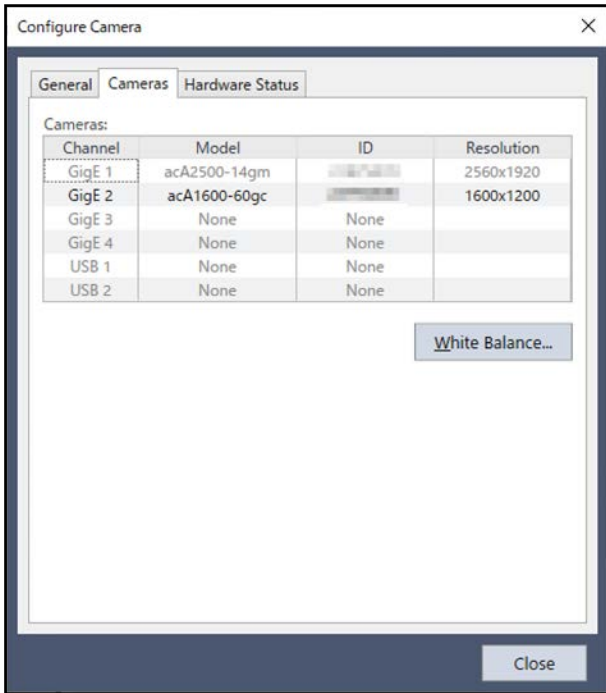 Configure Camera
General Cameras Hardware Status
Cameras:
Channel Model ID Resolution
GigE 1 acA2500-14gm 2560x1920
GigE 2 acA1600-60gc 1600x1200
GigE 3 None None
GigE 4 None None
USB 1 None None
USB 2 None None
White Balance...
Close